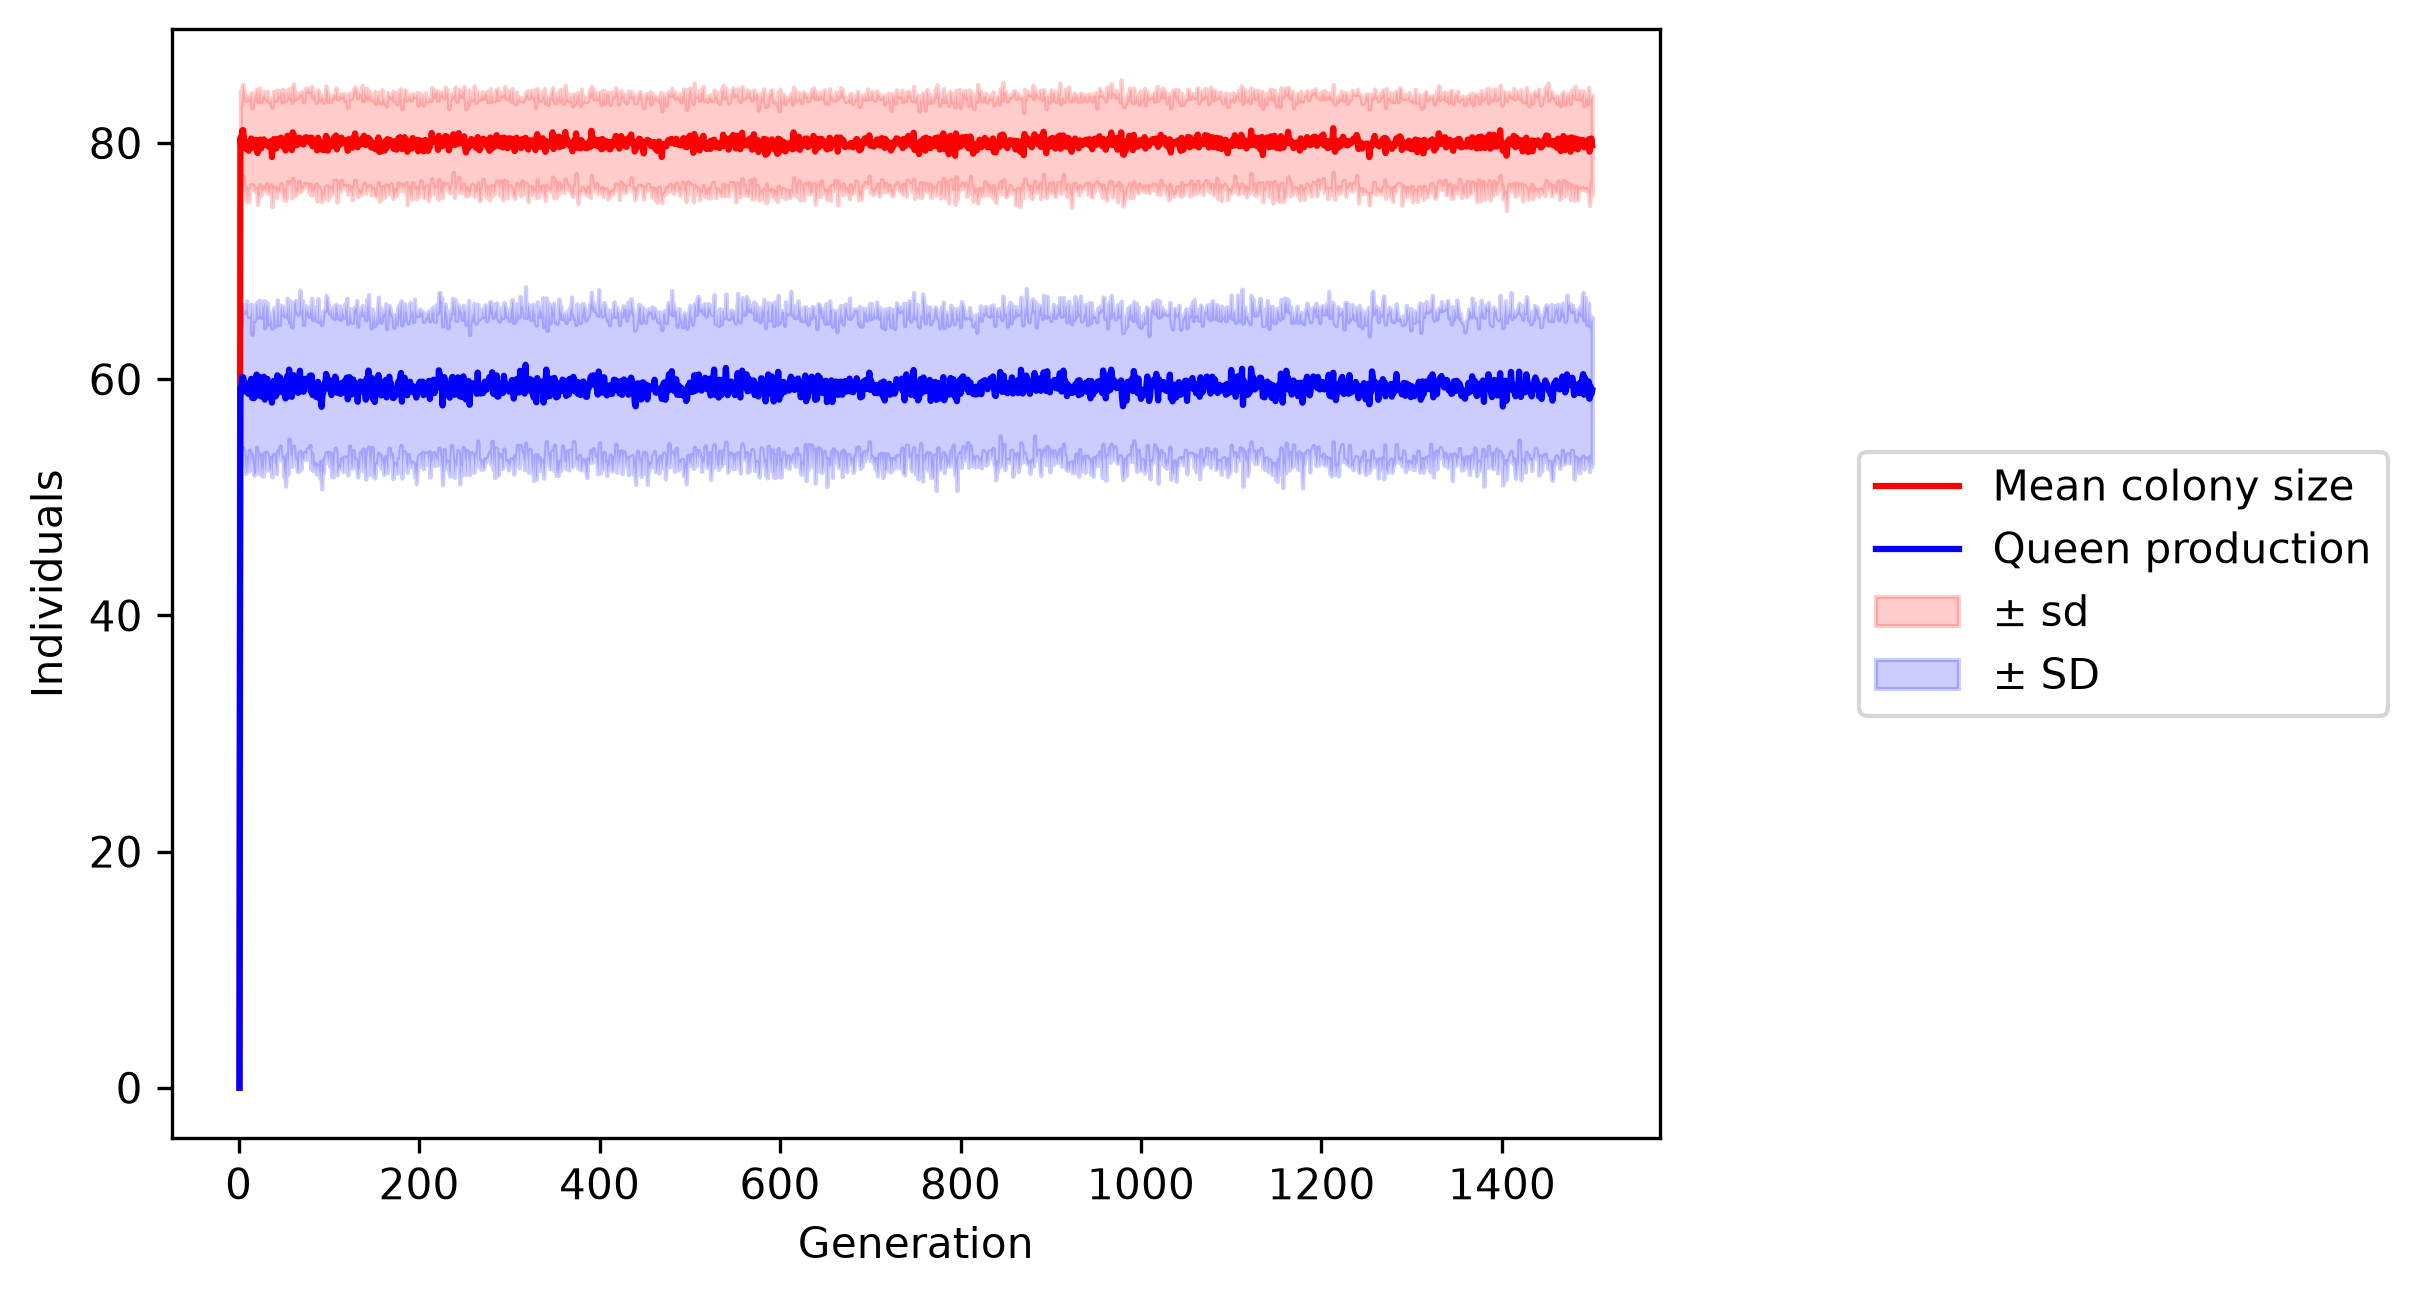 80
60
40
20
0
Individuals
0 200 400 600 800 1000 1200 1400
Generation
Mean colony size
Queen production
± sd
± SD